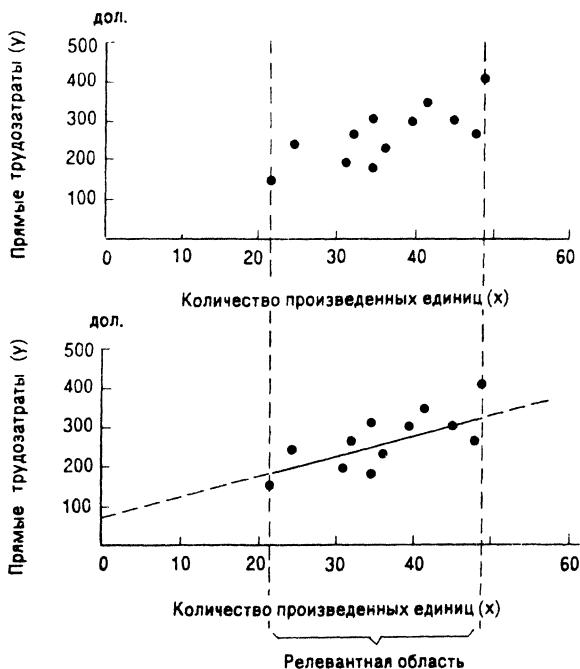 дол.
Прямые трудозатраты (у)
500
400
300
200
100
0 10 20 30 40 50 60
Количество произведенных единиц (x)
дол.
Прямые трудозатраты (у)
500
400
300
200
100
0 10 20 30 40 50 60
Количество произведенных единиц (x)
Релевантная область